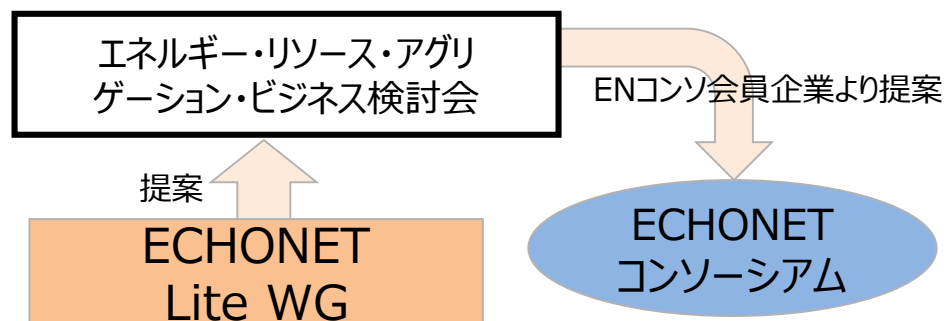 エネルギー・リソース・アグリ
ゲーション・ビジネス検討会
ENコンソ会員企業より提案
提案
ECHONET
Lite WG
ECHONET
コンソーシアム